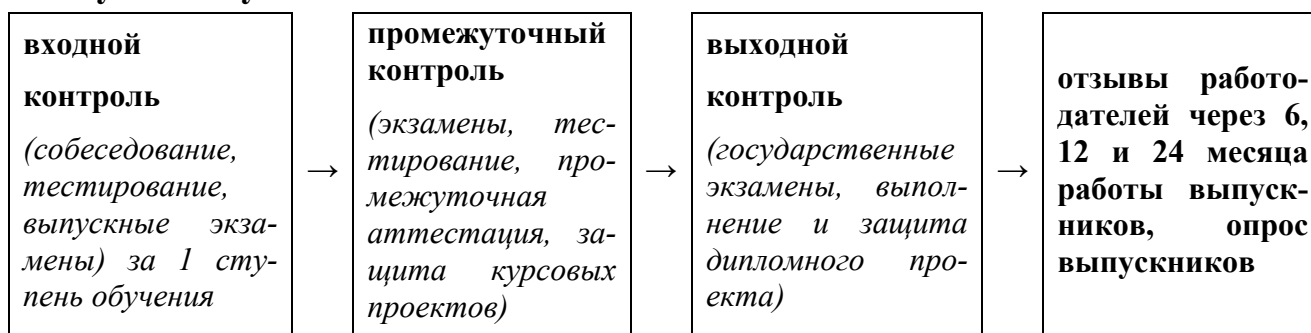 входной
контроль
(собеседование,
тестирование,
выпускные экза-
мены) за 1 сту-
пень обучения
→
промежуточный
контроль
(экзамены, тес-
тирование, про-
межуточная
аттестация, за-
щита курсовых
проектов)
→
выходной
контроль
(государственные
экзамены, выпол-
нение и защита
дипломного про-
екта)
→
отзывы работо-
дателей через 6,
12 и 24 месяца
работы выпуск-
ников, опрос
выпускников